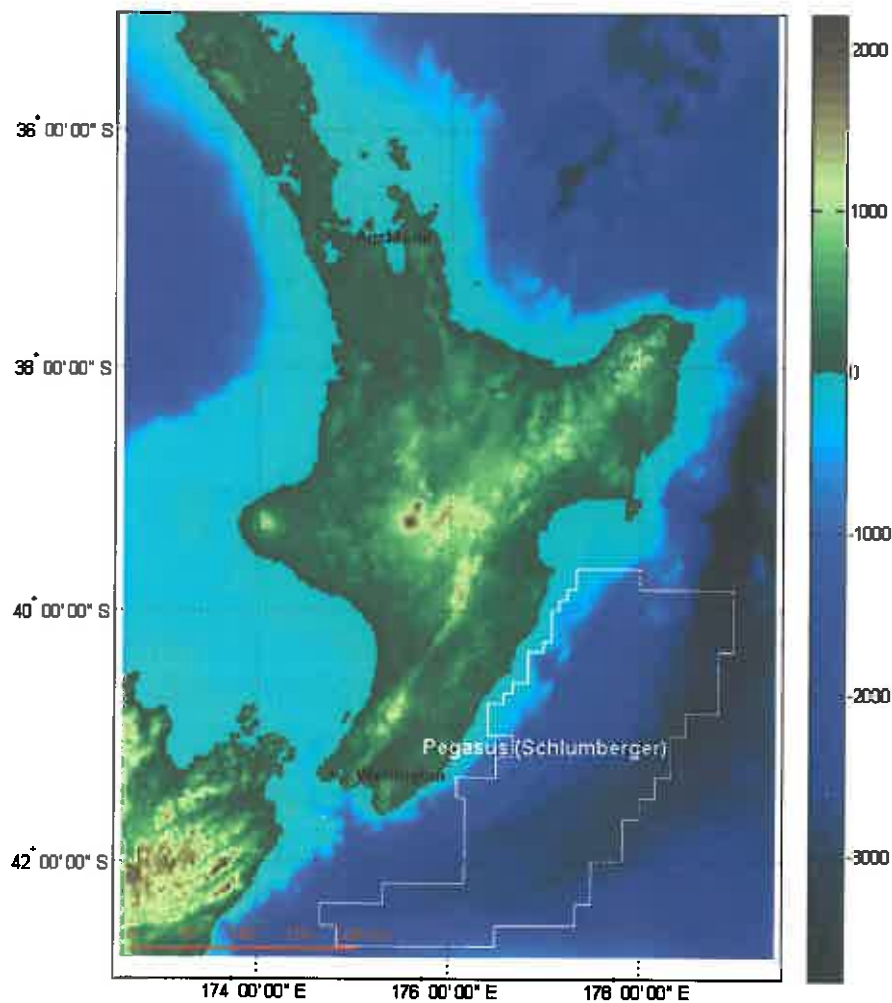 2000
36° 00'00" S
1000
Auckland
38° 00'00" S
0
-1000
40° 00'00" S
-2000
Pegasus (Schlumberger)
Wellington
-3000
42° 00'00" S
174 00'00" E
176 00'00" E
178 00'00" E